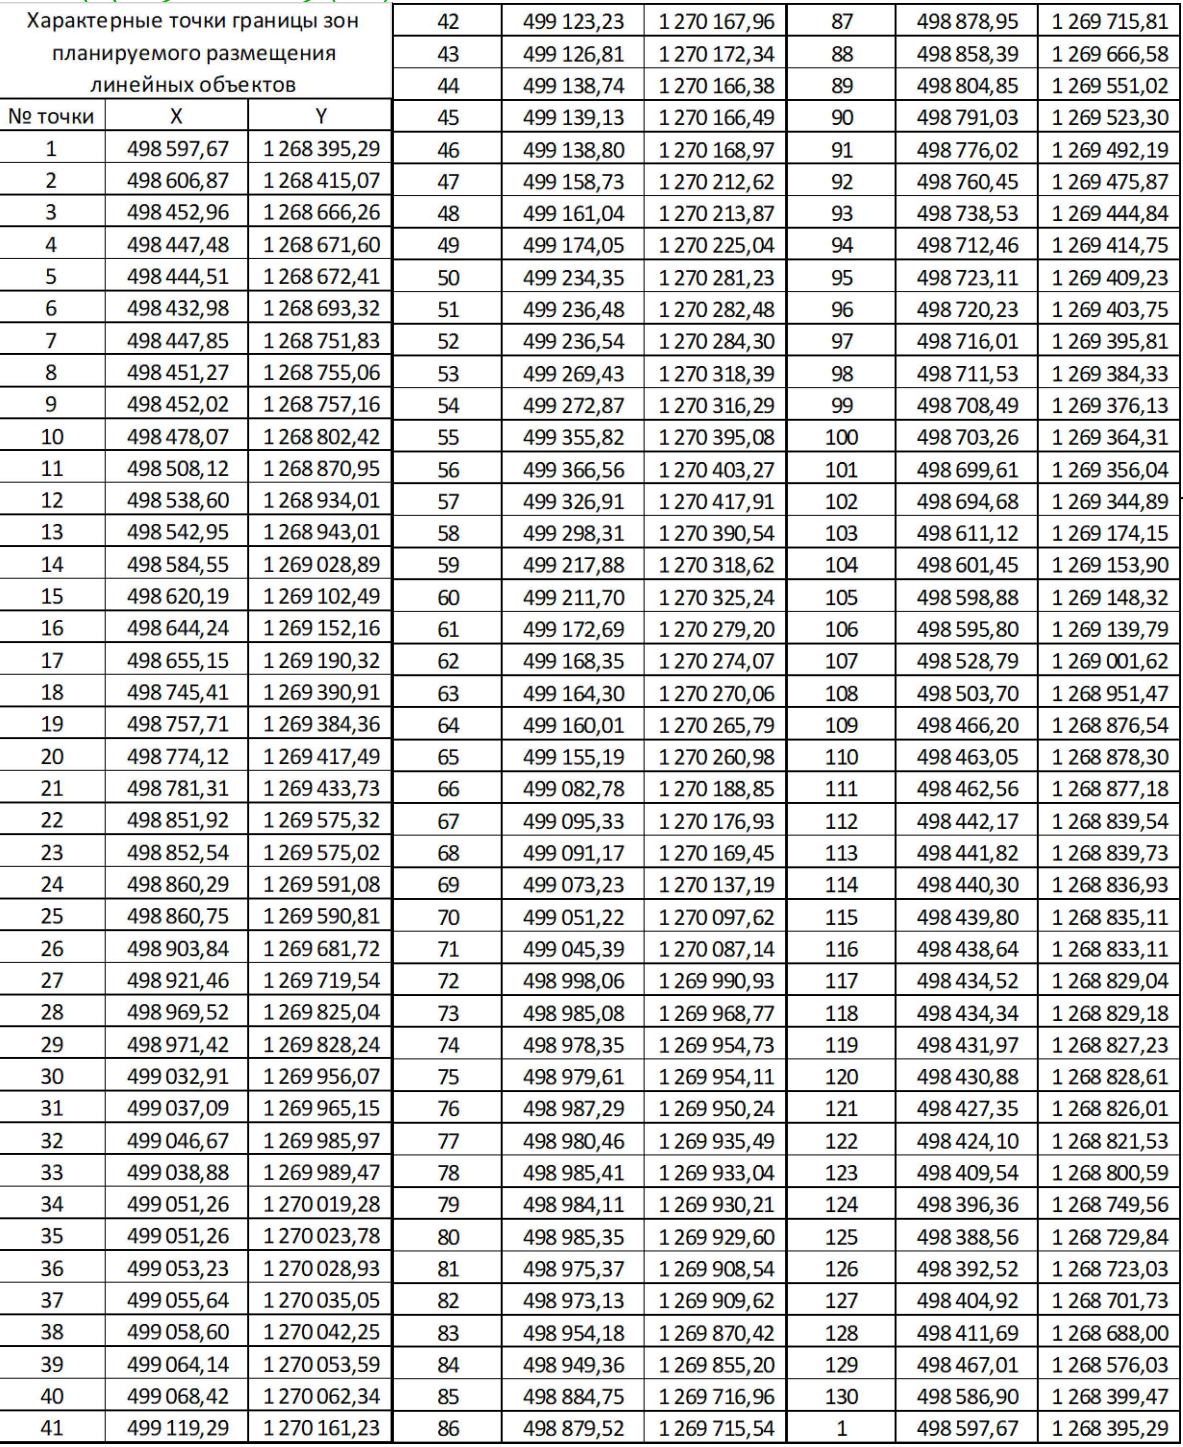 Характерные точки границы зон
планируемого размещения
линейных объектов
№ точки X Y
1 498 597,67 1 268 395,29
2 498 606,87 1 268 415,07
3 498 452,96 1 268 666,26
4 498 447,48 1 268 671,60
5 498 444,51 1 268 672,41
6 498 432,98 1 268 693,32
7 498 447,85 1 268 751,83
8 498 451,27 1 268 755,06
9 498 452,02 1 268 757,16
10 498 478,07 1 268 802,42
11 498 508,12 1 268 870,95
12 498 538,60 1 268 934,01
13 498 542,95 1 268 943,01
14 498 584,55 1 269 028,89
15 498 620,19 1 269 102,49
16 498 644,24 1 269 152,16
17 498 655,15 1 269 190,32
18 498 745,41 1 269 390,91
19 498 757,71 1 269 384,36
20 498 774,12 1 269 417,49
21 498 781,31 1 269 433,73
22 498 851,92 1 269 575,32
23 498 852,54 1 269 575,02
24 498 860,29 1 269 591,08
25 498 860,75 1 269 590,81
26 498 903,84 1 269 681,72
27 498 921,46 1 269 719,54
28 498 969,52 1 269 825,04
29 498 971,42 1 269 828,24
30 499 032,91 1 269 956,07
31 499 037,09 1 269 965,15
32 499 046,67 1 269 985,97
33 499 038,88 1 269 989,47
34 499 051,26 1 270 019,28
35 499 051,26 1 270 023,78
36 499 053,23 1 270 028,93
37 499 055,64 1 270 035,05
38 499 058,60 1 270 042,25
39 499 064,14 1 270 053,59
40 499 068,42 1 270 062,34
41 499 119,29 1 270 161,23
42 499 123,23 1 270 167,96
43 499 126,81 1 270 172,34
44 499 138,74 1 270 166,38
45 499 139,13 1 270 166,49
46 499 138,80 1 270 168,97
47 499 158,73 1 270 212,62
48 499 161,04 1 270 213,87
49 499 174,05 1 270 225,04
50 499 234,35 1 270 281,23
51 499 236,48 1 270 282,48
52 499 236,54 1 270 284,30
53 499 269,43 1 270 318,39
54 499 272,87 1 270 316,29
55 499 355,82 1 270 395,08
56 499 366,56 1 270 403,27
57 499 326,91 1 270 417,91
58 499 298,31 1 270 390,54
59 499 217,88 1 270 318,62
60 499 211,70 1 270 325,24
61 499 172,69 1 270 279,20
62 499 168,35 1 270 274,07
63 499 164,30 1 270 270,06
64 499 160,01 1 270 265,79
65 499 155,19 1 270 260,98
66 499 082,78 1 270 188,85
67 499 095,33 1 270 176,93
68 499 091,17 1 270 169,45
69 499 073,23 1 270 137,19
70 499 051,22 1 270 097,62
71 499 045,39 1 270 087,14
72 498 998,06 1 269 990,93
73 498 985,08 1 269 968,77
74 498 978,35 1 269 954,73
75 498 979,61 1 269 954,11
76 498 987,29 1 269 950,24
77 498 980,46 1 269 935,49
78 498 985,41 1 269 933,04
79 498 984,11 1 269 930,21
80 498 985,35 1 269 929,60
81 498 975,37 1 269 908,54
82 498 973,13 1 269 909,62
83 498 954,18 1 269 870,42
84 498 949,36 1 269 855,20
85 498 884,75 1 269 716,96
86 498 879,52 1 269 715,54
87 498 878,95 1 269 715,81
88 498 858,39 1 269 666,58
89 498 804,85 1 269 551,02
90 498 791,03 1 269 523,30
91 498 776,02 1 269 492,19
92 498 760,45 1 269 475,87
93 498 738,53 1 269 444,84
94 498 712,46 1 269 414,75
95 498 723,11 1 269 409,23
96 498 720,23 1 269 403,75
97 498 716,01 1 269 395,81
98 498 711,53 1 269 384,33
99 498 708,49 1 269 376,13
100 498 703,26 1 269 364,31
101 498 699,61 1 269 356,04
102 498 694,68 1 269 344,89
103 498 611,12 1 269 174,15
104 498 601,45 1 269 153,90
105 498 598,88 1 269 148,32
106 498 595,80 1 269 139,79
107 498 528,79 1 269 001,62
108 498 503,70 1 268 951,47
109 498 466,20 1 268 876,54
110 498 463,05 1 268 878,30
111 498 462,56 1 268 877,18
112 498 442,17 1 268 839,54
113 498 441,82 1 268 839,73
114 498 440,30 1 268 836,93
115 498 439,80 1 268 835,11
116 498 438,64 1 268 833,11
117 498 434,52 1 268 829,04
118 498 434,34 1 268 829,18
119 498 431,97 1 268 827,23
120 498 430,88 1 268 828,61
121 498 427,35 1 268 826,01
122 498 424,10 1 268 821,53
123 498 409,54 1 268 800,59
124 498 396,36 1 268 749,56
125 498 388,56 1 268 729,84
126 498 392,52 1 268 723,03
127 498 404,92 1 268 701,73
128 498 411,69 1 268 688,00
129 498 467,01 1 268 576,03
130 498 586,90 1 268 399,47
1 498 597,67 1 268 395,29